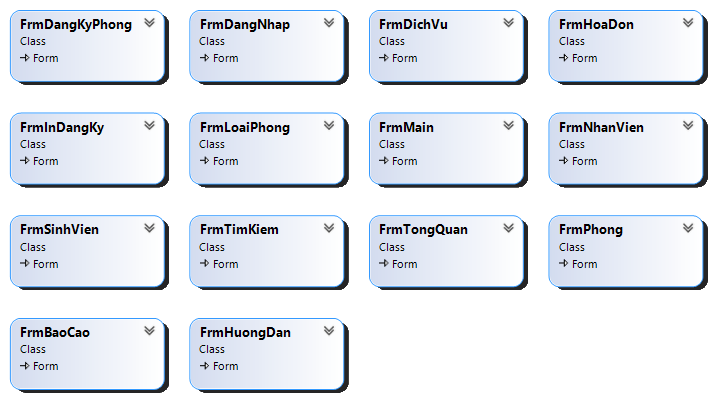 FrmDangKyPhong
Class
Form
FrmDangNhap
Class
Form
FrmDichVu
Class
Form
FrmHoaDon
Class
Form
FrmInDangKy
Class
Form
FrmLoaiPhong
Class
Form
FrmMain
Class
Form
FrmNhanVien
Class
Form
FrmSinhVien
Class
Form
FrmTimKiem
Class
Form
FrmTongQuan
Class
Form
FrmPhong
Class
Form
FrmBaoCao
Class
Form
FrmHuongDan
Class
Form